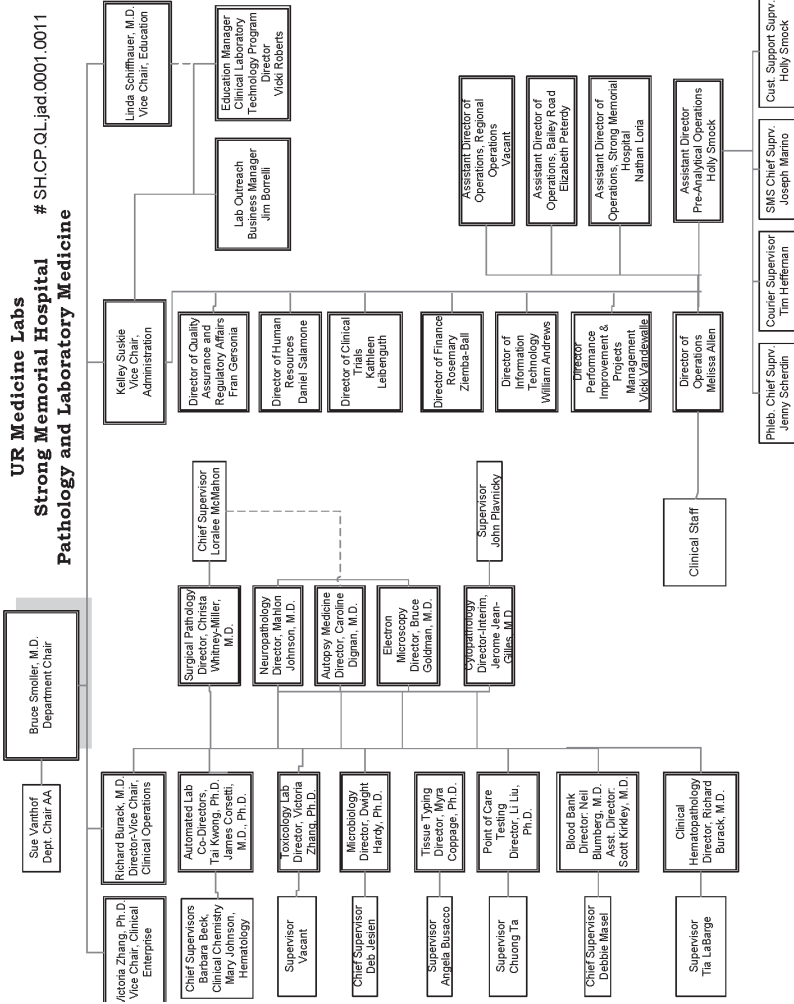 UR Medicine Labs
Strong Memorial Hospital # SH.CP.QL.jad.0001.0011
Pathology and Laboratory Medicine
Bruce Smoller, M.D.
Department Chair
Sue Vanthof
Dept. Chair AA
Victoria Zhang, Ph.D.
Vice Chair, Clinical
Enterprise
Richard Burack, M.D.
Director-Vice Chair,
Clinical Operations
Kelley Suskie
Vice Chair,
Administration
Linda Schiffhauer, M.D.
Vice Chair, Education
Lab Outreach
Business Manager
Jim Borrelli
Education Manager
Clinical Laboratory
Technology Program
Director
Vicki Roberts
Chief Supervisors
Barbara Beck,
Clinical Chemistry
Mary Johnson,
Hematology
Automated Lab
Co-Directors,
Tai Kwong, Ph.D.
James Corsetti,
M.D., Ph.D.
Surgical Pathology
Director, Christa
Whitney-Miller,
M.D.
Chief Supervisor
Loralee McMahon
Director of Quality
Assurance and
Regulatory Affairs
Fran Gersonia
Supervisor
Vacant
Toxicology Lab
Director, Victoria
Zhang, Ph.D.
Neuropathology
Director, Mahlon
Johnson, M.D.
Director of Human
Resources
Daniel Salamone
Chief Supervisor
Deb Jesien
Microbiology
Director, Dwight
Hardy, Ph.D.
Autopsy Medicine
Director, Caroline
Dignan, M.D.
Director of Clinical
Trials
Kathleen
Leibenguth
Electron
Microscopy
Director, Bruce
Goldman, M.D.
Supervisor
Angela Busacco
Tissue Typing
Director, Myra
Coppage, Ph.D.
Director of Finance
Rosemary
Ziemba-Ball
Assistant Director of
Operations, Regional
Operations
Vacant
Supervisor
Chuong Ta
Point of Care
Testing
Director, Li Liu,
Ph.D.
Cytopathology
Director-Interim,
Jerome Jean-
Gilles, M.D.
Supervisor
John Plavnicky
Director of
Information
Technology
William Andrews
Assistant Director of
Operations, Bailey Road
Elizabeth Peterdy
Chief Supervisor
Debbie Masel
Blood Bank
Director: Neil
Blumberg, M.D.
Asst. Director:
Scott Kirkley, M.D.
Director
Performance
Improvement &
Projects
Management
Vicki Vandewalle
Assistant Director of
Operations, Strong Memorial
Hospital
Nathan Loria
Supervisor
Tia LaBarge
Clinical
Hematopathology
Director, Richard
Burack, M.D.
Clinical Staff
Director of
Operations
Melissa Allen
Assistant Director
Pre-Analytical Operations
Holly Smock
Phleb. Chief Suprv.
Jenny Scherdin
Courier Supervisor
Tim Heffernan
SMS Chief Suprv.
Joseph Marino
Cust. Support Suprv.
Holly Smock